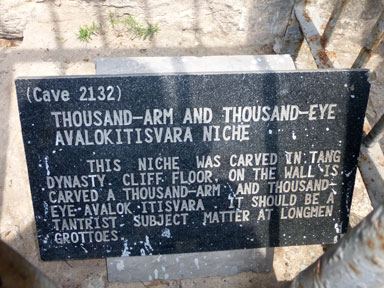 (Cave 2132)
THOUSAND-ARM AND THOUSAND-EYE
AVALOKITISVARA NICHE
THIS NICHE WAS CARVED IN TANG
DYNASTY. CLIFF FLOOR. ON THE WALL IS
CARVED A THOUSAND-ARM AND THOUSAND-
EYE-AVALOK-ITISVARA. IT SHOULD BE A
TANTRIST SUBJECT MATTER AT LONGMEN
GROTTOES.